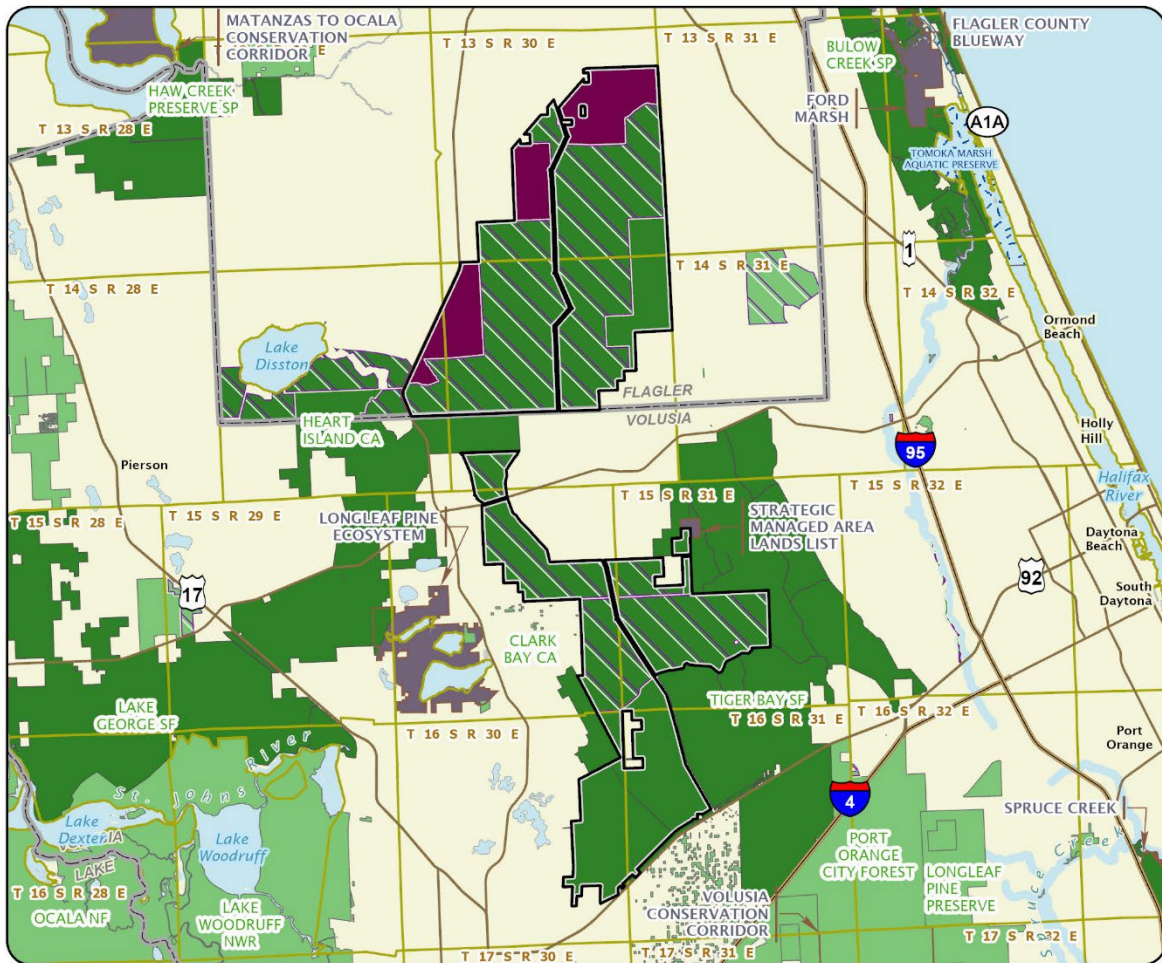 MATANZAS TO OCALA
CONSERVATION
CORRIDOR
T 13 S R 30 E
T 13 S R 31 E
FLAGLER COUNTY
BLUEWAY
BULOW
CREEK SP
HAW CREEK
PRESERVE SP
FORD
MARSH
T 13 S R 28 E
A1A
TOMOKA MARSH
AQUATIC PRESERVE
1
T 14 S R 28 E
T 14 S R 31 E
T 14 S R 32 E
Ormond
Beach
Lake
Disston
FLAGLER
VOLUSIA
HEART
ISLAND CA
Holly
Hill
95
Halifax
River
Pierson
T 15 S R 28 E
T 15 S R 29 E
T 15 S R 31 E
T 15 S R 32 E
LONGLEAF PINE
ECOSYSTEM
STRATEGIC
MANAGED AREA
LANDS LIST
Daytona
Beach
92
17
South
Daytona
CLARK
BAY CA
LAKE
GEORGE SF
TIGER BAY SF
T 16 S R 30 E
T 16 S R 31 E
T 16 S R 32 E
Port
Orange
St. Johns River
4
SPRUCE CREEK
Lake
Dexter
Lake
Woodruff
LAKE
PORT
ORANGE
CITY FOREST
LONGLEAF
PINE
PRESERVE
Spruce Creek
T 16 S R 28 E
OCALA NF
LAKE
WOODRUFF
NWR
VOLUSIA
CONSERVATION
CORRIDOR
T 17 S R 30 E
T 17 S R 31 E
T 17 S R 32 E